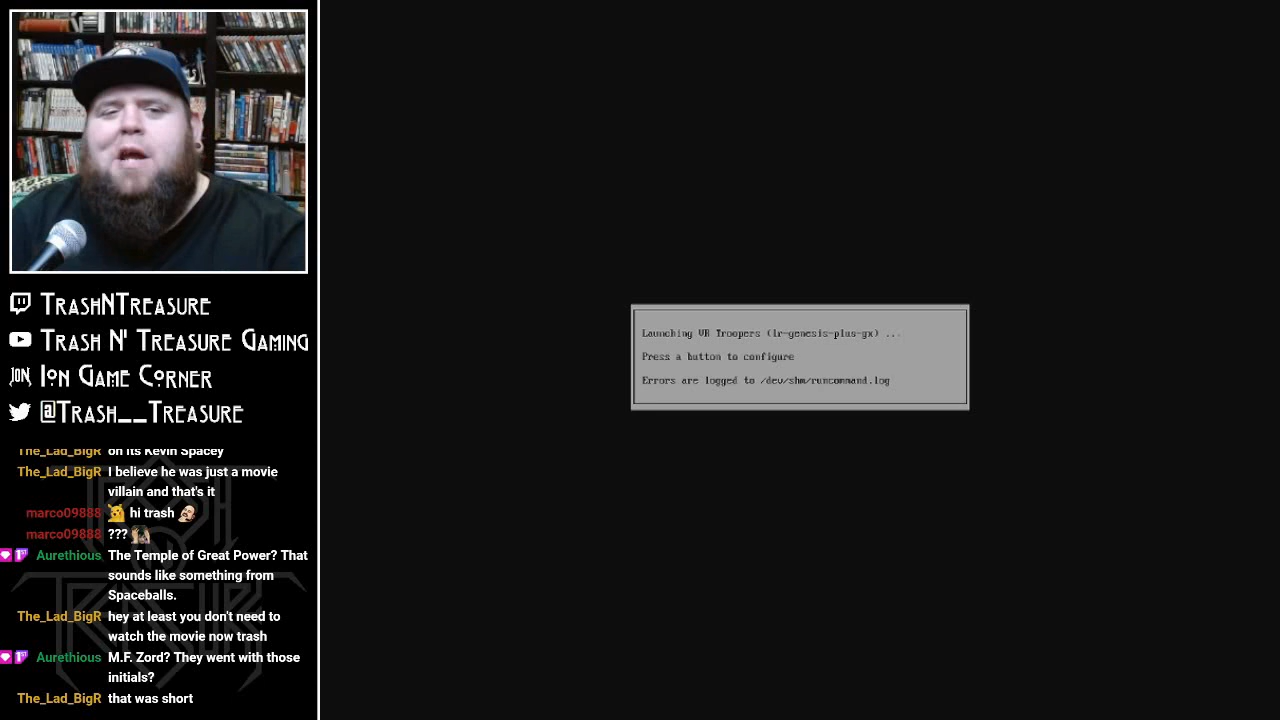 TrashNTreasure
Trash N' Treasure Gaming
Ion Game Corner
@Trash__Treasure
The_Lad_BigR on its Kevin Spacey
The_Lad_BigR I believe he was just a movie
villain and that's it
marco09888 hi trash
marco09888 ???
Aurethious The Temple of Great Power? That
sounds like something from
Spaceballs.
The_Lad_BigR hey at least you don't need to
watch the movie now trash
Aurethious M.F. Zord? They went with those
initials?
The_Lad_BigR that was short
Launching VR Troopers (lr-genesis-plus-gx) ...
Press a button to configure
Errors are logged to /dev/shm/runcommand.log